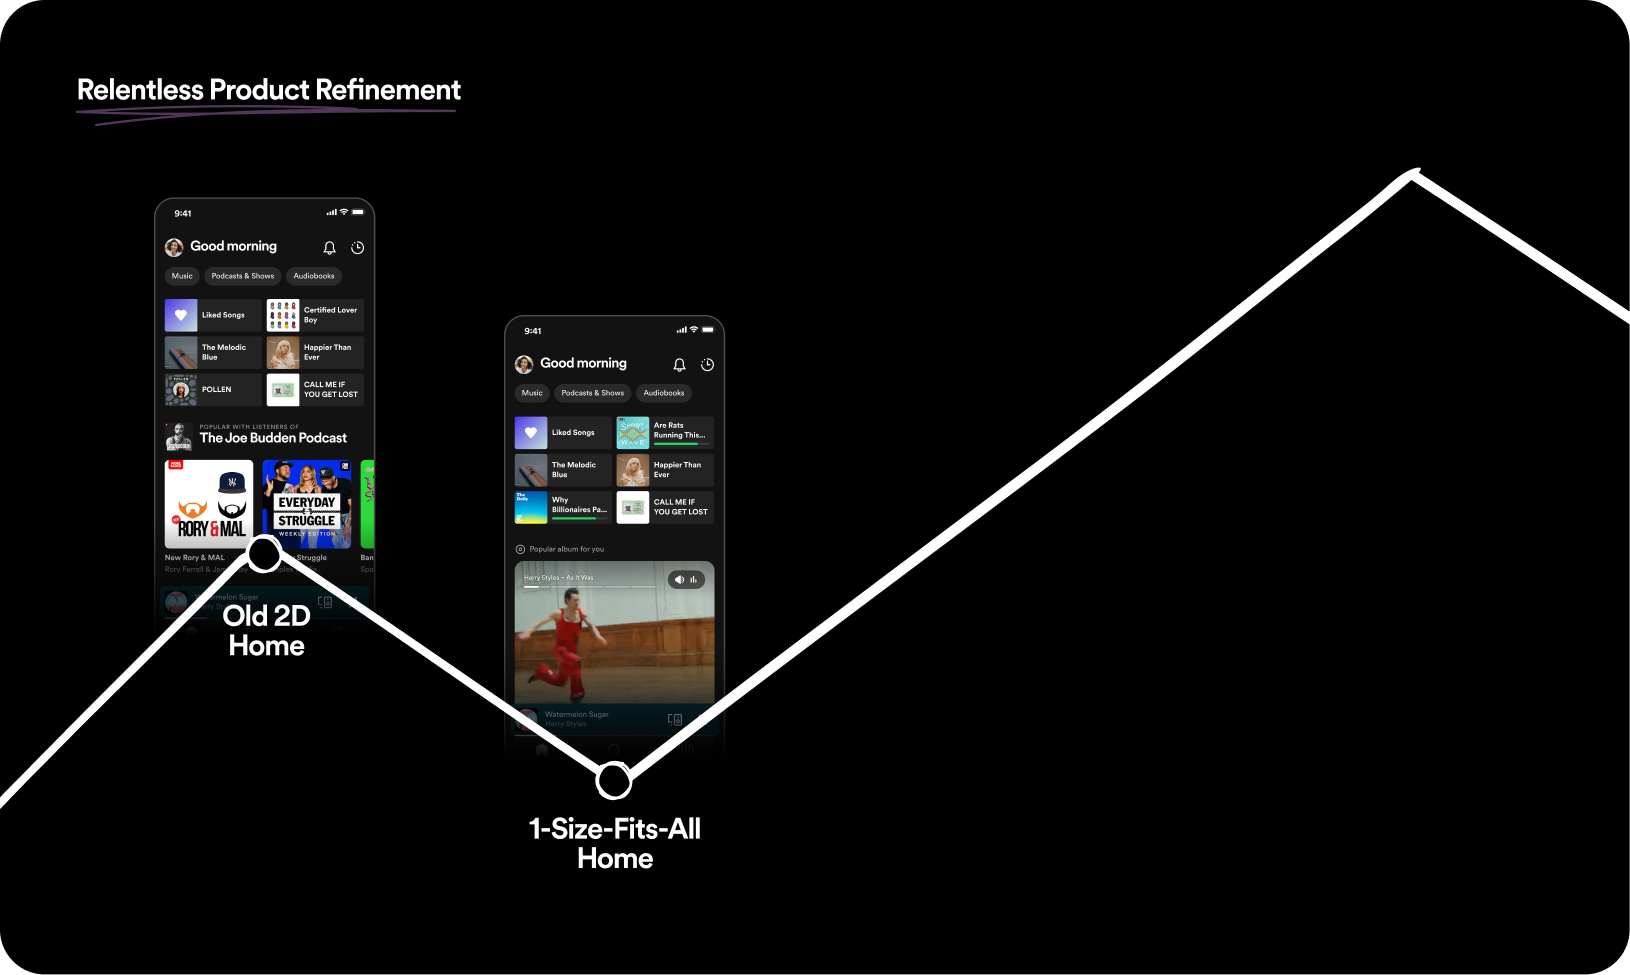 Relentless Product Refinement
9:41
Good morning
Music
Podcasts & Shows
Audiobooks
Liked Songs
Certified Lover
Boy
The Melodic
Blue
Happier Than
Ever
POLLEN
CALL ME IF
YOU GET LOST
POPULAR WITH LISTENERS OF
The Joe Budden Podcast
RORY & MAL
EVERYDAY
STRUGGLE
WEEKLY EDITION
New Rory & MAL
Struggle
Ban
Rory Farrell & Ja
Spo
Watermelon Sugar
Old 2D
Home
9:41
Good morning
Music
Podcasts & Shows
Audiobooks
Liked Songs
SHORT
WAVE
Are Rats
Running This...
The Melodic
Blue
Happier Than
Ever
The
Daily
Why
Billionaires Pa...
CALL ME IF
YOU GET LOST
Popular album for you
Harry Styles – As It Was
Watermelon Sugar
Harry Styles
1-Size-Fits-All
Home